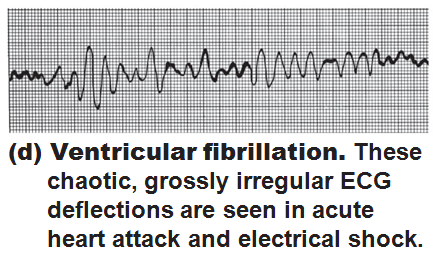 (d) Ventricular fibrillation. These
chaotic, grossly irregular ECG
deflections are seen in acute
heart attack and electrical shock.